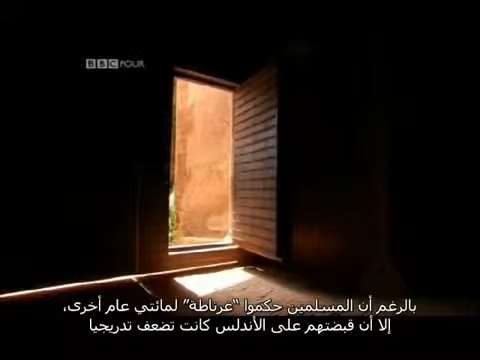 BBC FOUR
بالرغم أن المسلمين حكموا “غرناطة” لمائتي عام أخرى،
إلا أن قبضتهم على الأندلس كانت تضعف تدريجيا